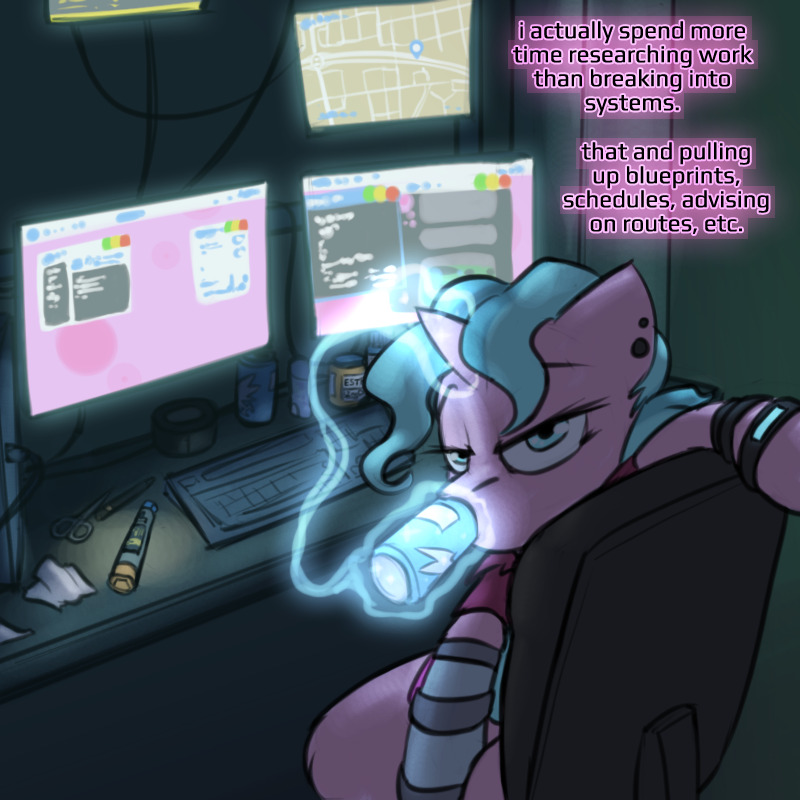 i actually spend more
time researching work
than breaking into
systems.
that and pulling
up blueprints,
schedules, advising
on routes, etc.
EST